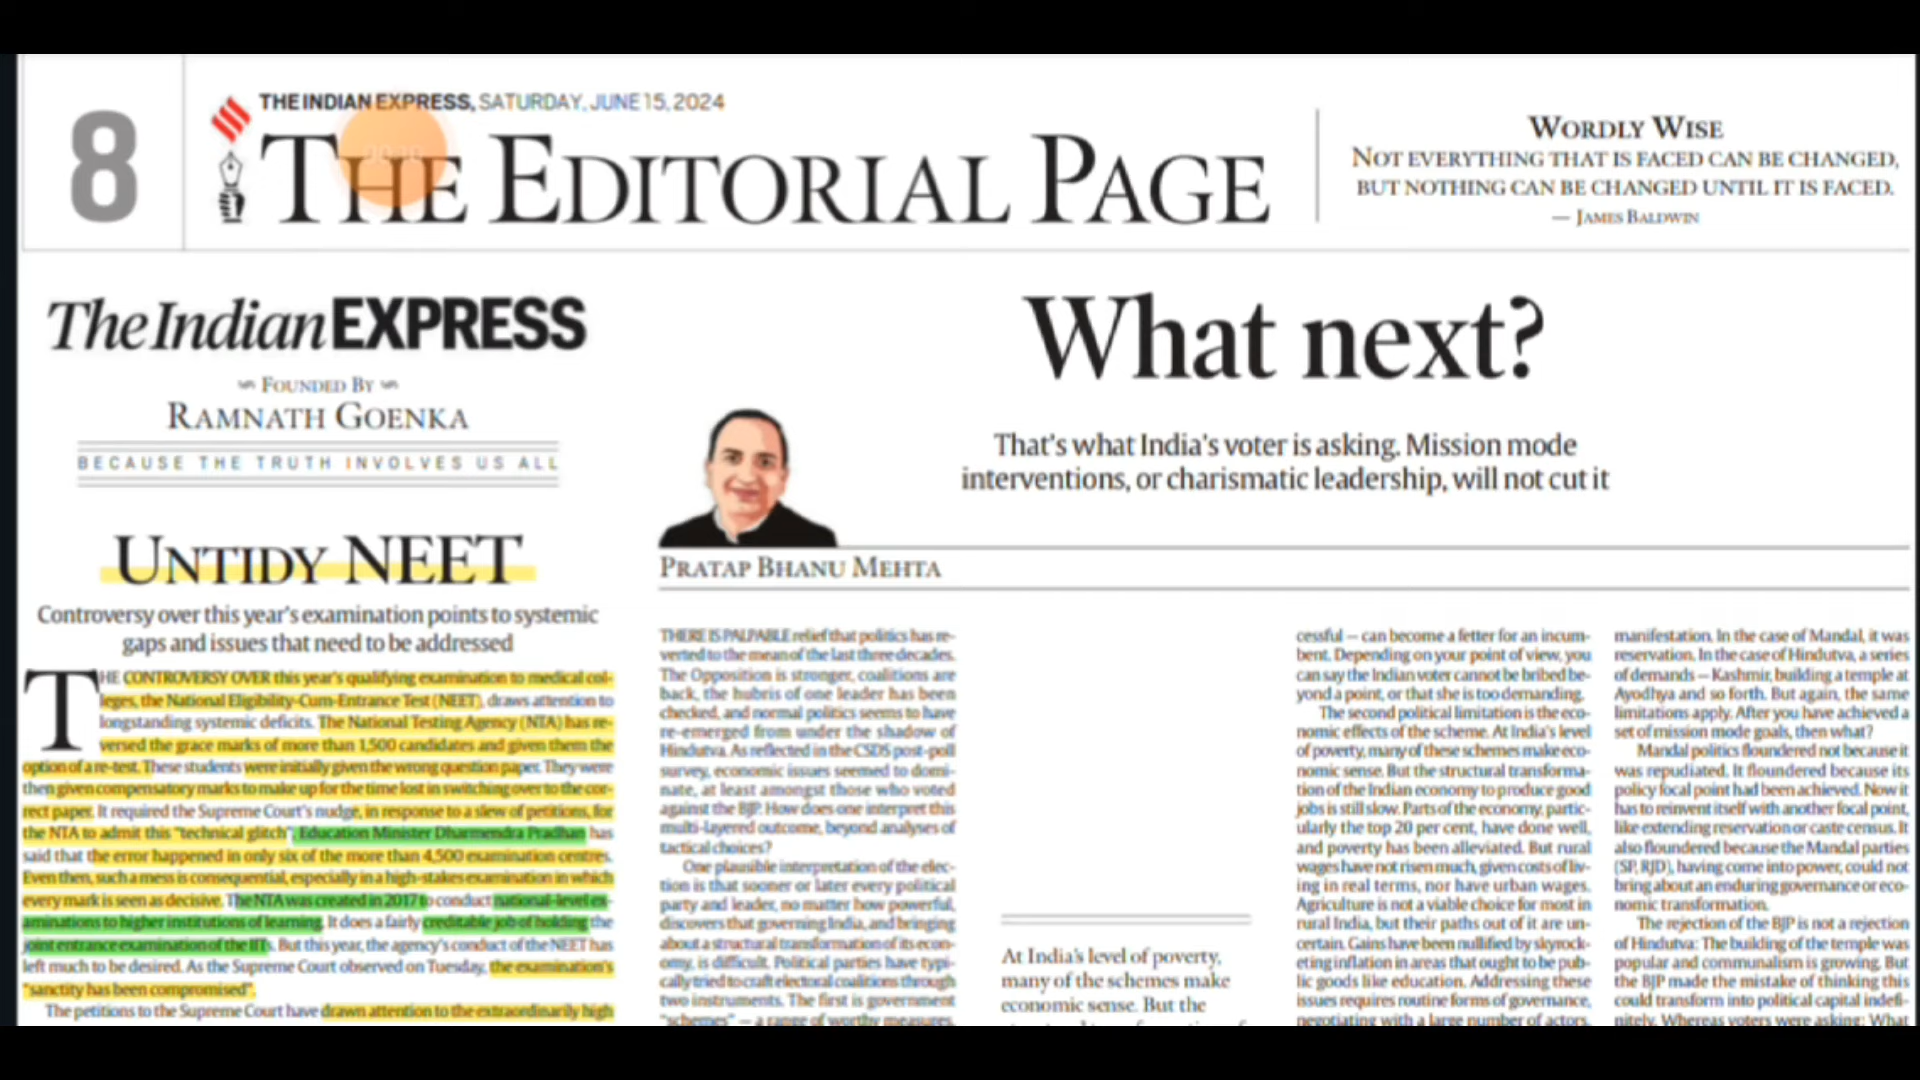 8
THE INDIAN EXPRESS, SATURDAY, JUNE 15, 2024
THE EDITORIAL PAGE
WORDLY WISE
NOT EVERYTHING THAT IS FACED CAN BE CHANGED,
BUT NOTHING CAN BE CHANGED UNTIL IT IS FACED.
— JAMES BALDWIN
The Indian EXPRESS
FOUNDED BY
RAMNATH GOENKA
BECAUSE THE TRUTH INVOLVES US ALL
UNTIDY NEET
Controversy over this year's examination points to systemic
gaps and issues that need to be addressed
THE CONTROVERSY OVER this year's qualifying examination to medical col-
leges, the National Eligibility-Cum-Entrance Test (NEET), draws attention to
longstanding systemic deficits. The National Testing Agency (NTA) has re-
versed the grace marks of more than 1,500 candidates and given them the
option of a re-test. These students were initially given the wrong question paper. They were
then given compensatory marks to make up for the time lost in switching over to the cor-
rect paper. It required the Supreme Court's nudge, in response to a slew of petitions, for
the NTA to admit this "technical glitch". Education Minister Dharmendra Pradhan has
said that the error happened in only six of the more than 4,500 examination centres.
Even then, such a mess is consequential, especially in a high-stakes examination in which
every mark is seen as decisive. The NTA was created in 2017 to conduct national-level ex-
aminations to higher institutions of learning. It does a fairly creditable job of holding the
joint entrance examination of the IITs. But this year, the agency's conduct of the NEET has
left much to be desired. As the Supreme Court observed on Tuesday, the examination's
"sanctity has been compromised".
The petitions to the Supreme Court have drawn attention to the extraordinarily high
What next?
That's what India's voter is asking. Mission mode
interventions, or charismatic leadership, will not cut it
PRATAP BHANU MEHTA
THERE IS PALPABLE relief that politics has re-
verted to the mean of the last three decades.
The Opposition is stronger, coalitions are
back, the hubris of one leader has been
checked, and normal politics seems to have
re-emerged from under the shadow of
Hindutva. As reflected in the CSDS post-poll
survey, economic issues seemed to domi-
nate, at least amongst those who voted
against the BJP. How does one interpret this
multi-layered outcome, beyond analyses of
tactical choices?
One plausible interpretation of the elec-
tion is that sooner or later every political
party and leader, no matter how powerful,
discovers that governing India, and bringing
about a structural transformation of its econ-
omy, is difficult. Political parties have typi-
cally tried to craft electoral coalitions through
two instruments. The first is government
"schemes" — a range of worthy measures,
At India's level of poverty,
many of the schemes make
economic sense. But the
cessful — can become a fetter for an incum-
bent. Depending on your point of view, you
can say the Indian voter cannot be bribed be-
yond a point, or that she is too demanding.
The second political limitation is the eco-
nomic effects of the scheme. At India's level
of poverty, many of these schemes make eco-
nomic sense. But the structural transforma-
tion of the Indian economy to produce good
jobs is still slow. Parts of the economy, partic-
ularly the top 20 per cent, have done well,
and poverty has been alleviated. But rural
wages have not risen much, given costs of liv-
ing in real terms, nor have urban wages.
Agriculture is not a viable choice for most in
rural India, but their paths out of it are un-
certain. Gains have been nullified by skyrock-
eting inflation in areas that ought to be pub-
lic goods like education. Addressing these
issues requires routine forms of governance,
negotiating with a large number of actors,
manifestation. In the case of Mandal, it was
reservation. In the case of Hindutva, a series
of demands — Kashmir, building a temple at
Ayodhya and so forth. But again, the same
limitations apply. After you have achieved a
set of mission mode goals, then what?
Mandal politics floundered not because it
was repudiated. It floundered because its
policy focal point had been achieved. Now it
has to reinvent itself with another focal point,
like extending reservation or caste census. It
also floundered because the Mandal parties
(SP, RJD), having come into power, could not
bring about an enduring governance or eco-
nomic transformation.
The rejection of the BJP is not a rejection
of Hindutva: The building of the temple was
popular and communalism is growing. But
the BJP made the mistake of thinking this
could transform into political capital indefi-
nitely. Whereas voters were asking: What